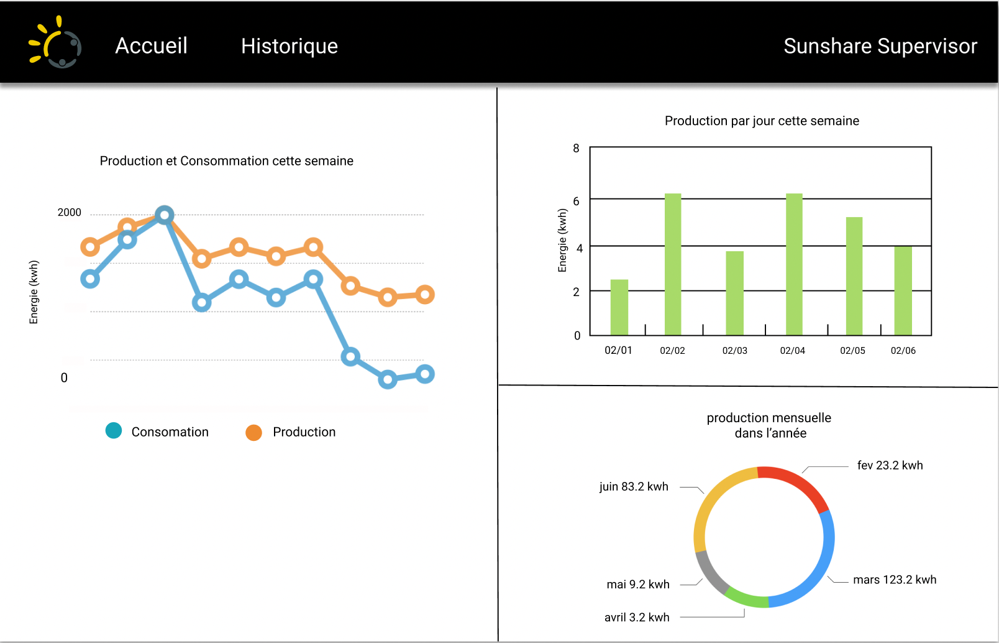 Accueil
Historique
Sunshare Supervisor
Production et Consommation cette semaine
2000
Energie (kwh)
0
Consomation
Production
Production par jour cette semaine
8
6
4
2
0
Energie (kwh)
02/01
02/02
02/03
02/04
02/05
02/06
production mensuelle
dans l’année
fev 23.2 kwh
juin 83.2 kwh
mars 123.2 kwh
mai 9.2 kwh
avril 3.2 kwh